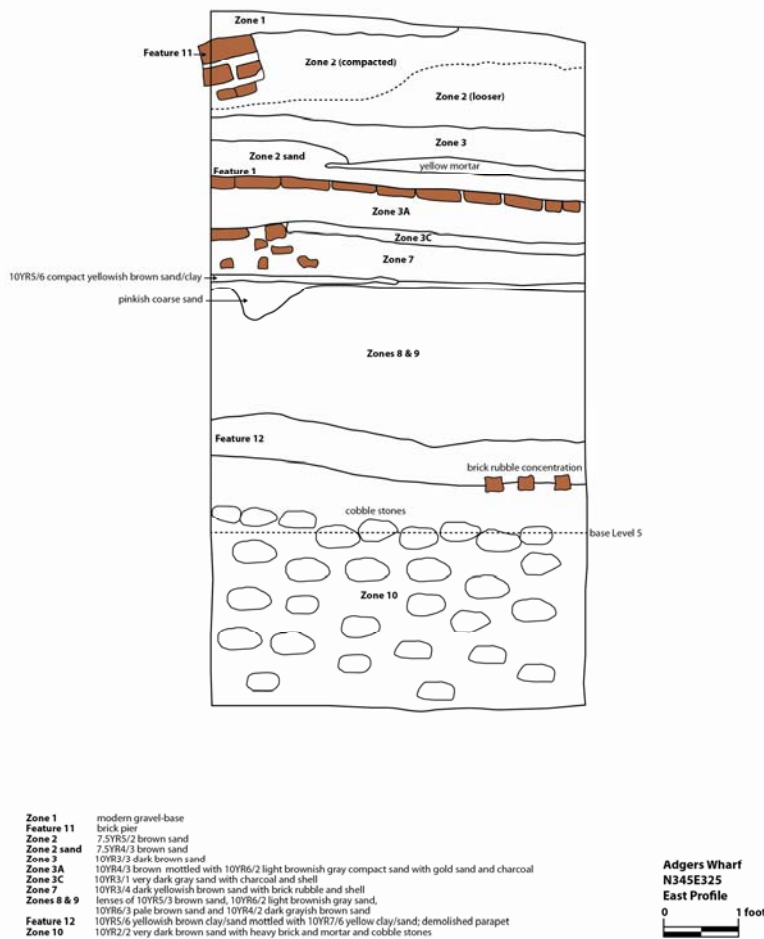 Zone 1
Feature 11
Zone 2 (compacted)
Zone 2 (looser)
Zone 3
Zone 2 sand
yellow mortar
Feature 1
Zone 3A
Zone 3C
Zone 7
10YR5/6 compact yellowish brown sand/clay
pinkish coarse sand
Zones 8 & 9
Feature 12
brick rubble concentration
cobble stones
base Level 5
Zone 10
Zone 1 modern gravel-base
Feature 11 brick pier
Zone 2 7.5YR5/2 brown sand
Zone 2 sand 7.5YR4/3 brown sand
Zone 3 10YR3/3 dark brown sand
Zone 3A 10YR4/3 brown mottled with 10YR6/2 light brownish gray compact sand with gold sand and charcoal
Zone 3C 10YR3/1 very dark gray sand with charcoal and shell
Zone 7 10YR3/4 dark yellowish brown sand with brick rubble and shell
Zones 8 & 9 lenses of 10YR5/3 brown sand, 10YR6/2 light brownish gray sand,
10YR6/3 pale brown sand and 10YR4/2 dark grayish brown sand
Feature 12 10YR5/6 yellowish brown clay/sand mottled with 10YR7/6 yellow clay/sand; demolished parapet
Zone 10 10YR2/2 very dark brown sand with heavy brick and mortar and cobble stones
Adgers Wharf
N345E325
East Profile
0 1 foot